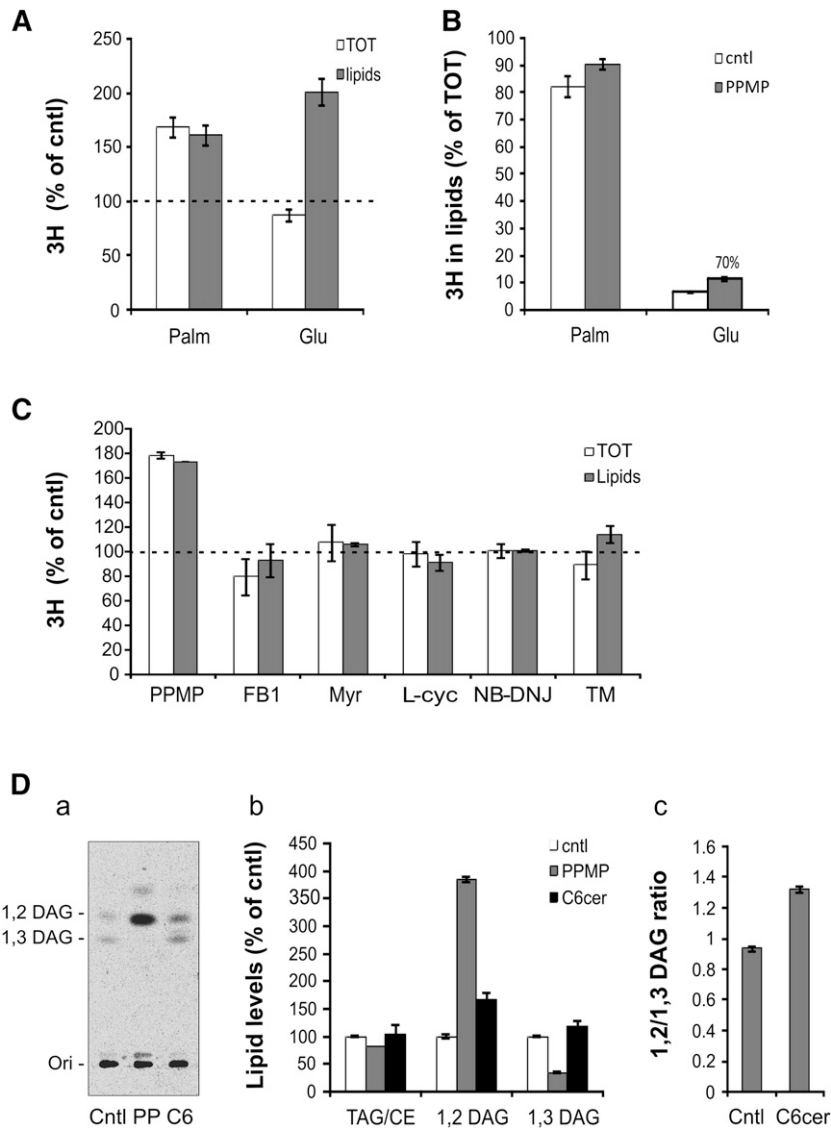 A
3H (% of cntl)
250
200
150
100
50
0
TOT
lipids
Palm Glu
B
3H in lipids (% of TOT)
100
90
80
70
60
50
40
30
20
10
0
cntl
PPMP
70%
Palm Glu
C
3H (% of cntl)
200
180
160
140
120
100
80
60
40
20
0
TOT
Lipids
PPMP FB1 Myr L-cyc NB-DNJ TM
D
a
1,2 DAG -
1,3 DAG -
Ori -
Cntl PP C6
b
Lipid levels (% of cntl)
450
400
350
300
250
200
150
100
50
0
cntl
PPMP
C6cer
TAG/CE 1,2 DAG 1,3 DAG
c
1,2/1,3 DAG ratio
1.6
1.4
1.2
1
0.8
0.6
0.4
0.2
0
Cntl C6cer